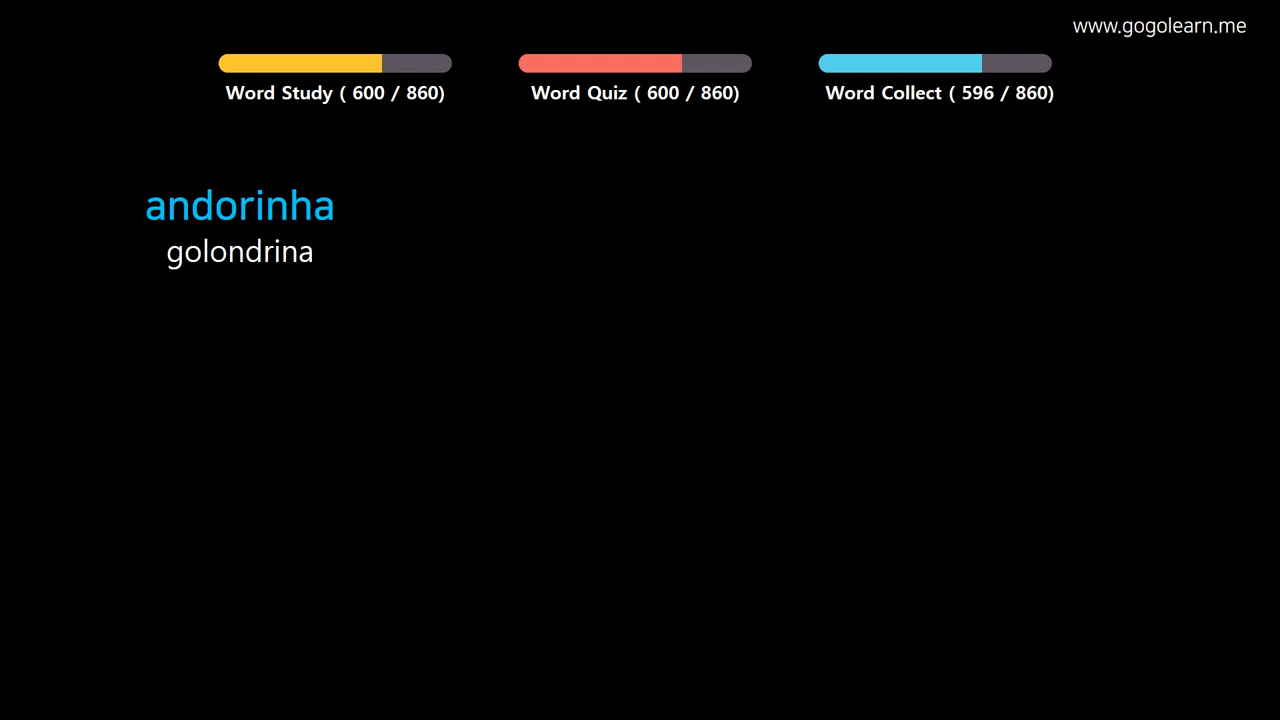 www.gogolearn.me
Word Study ( 600 / 860)
Word Quiz ( 600 / 860)
Word Collect ( 596 / 860)
andorinha
golondrina